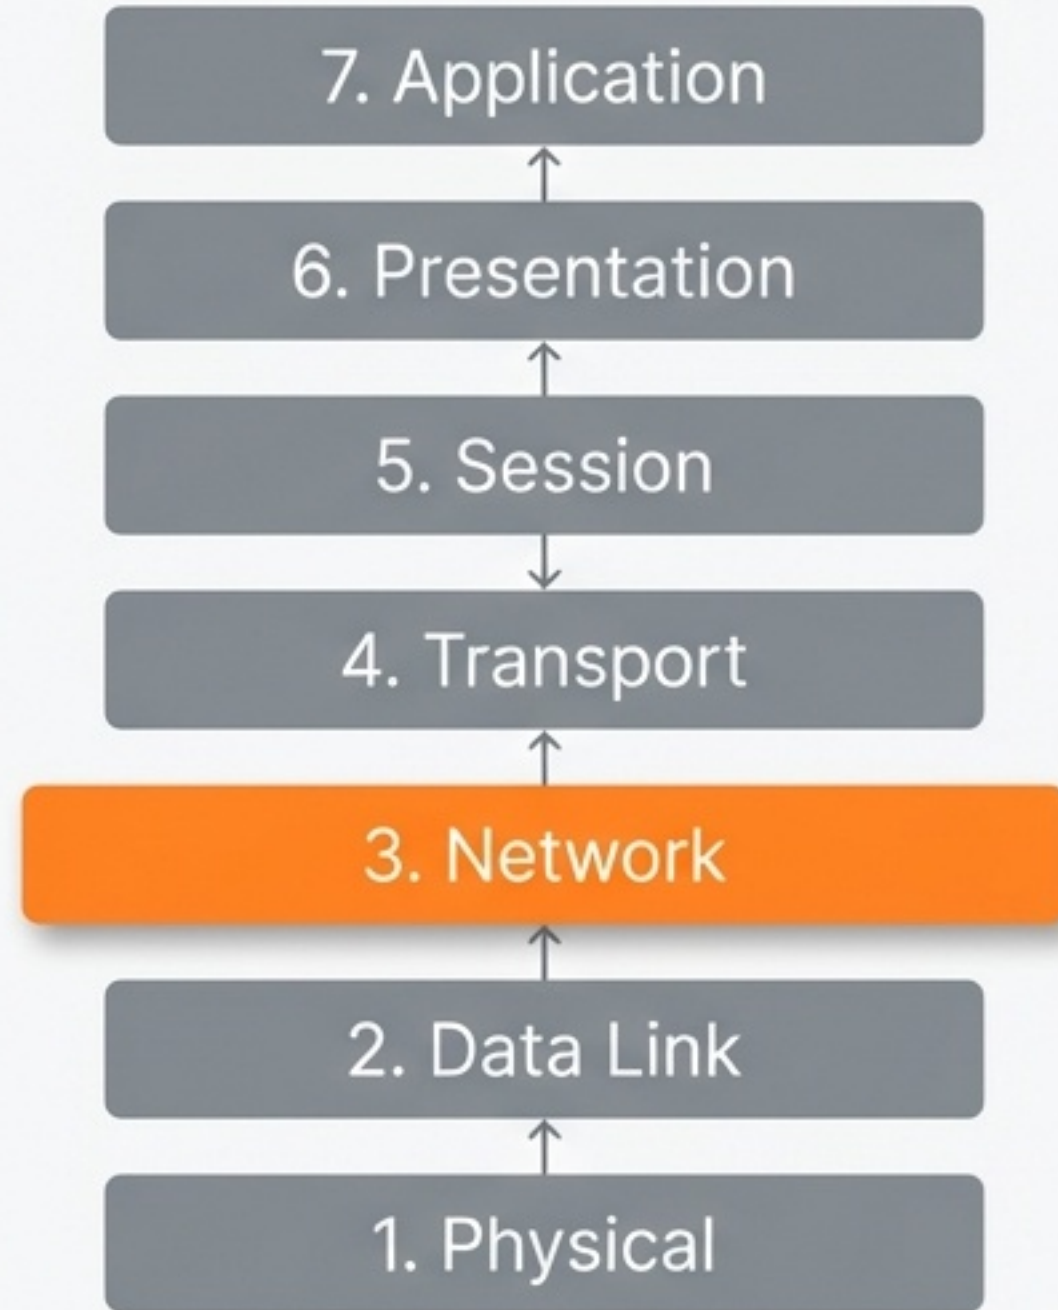 7. Application
6. Presentation
5. Session
4. Transport
3. Network
2. Data Link
1. Physical